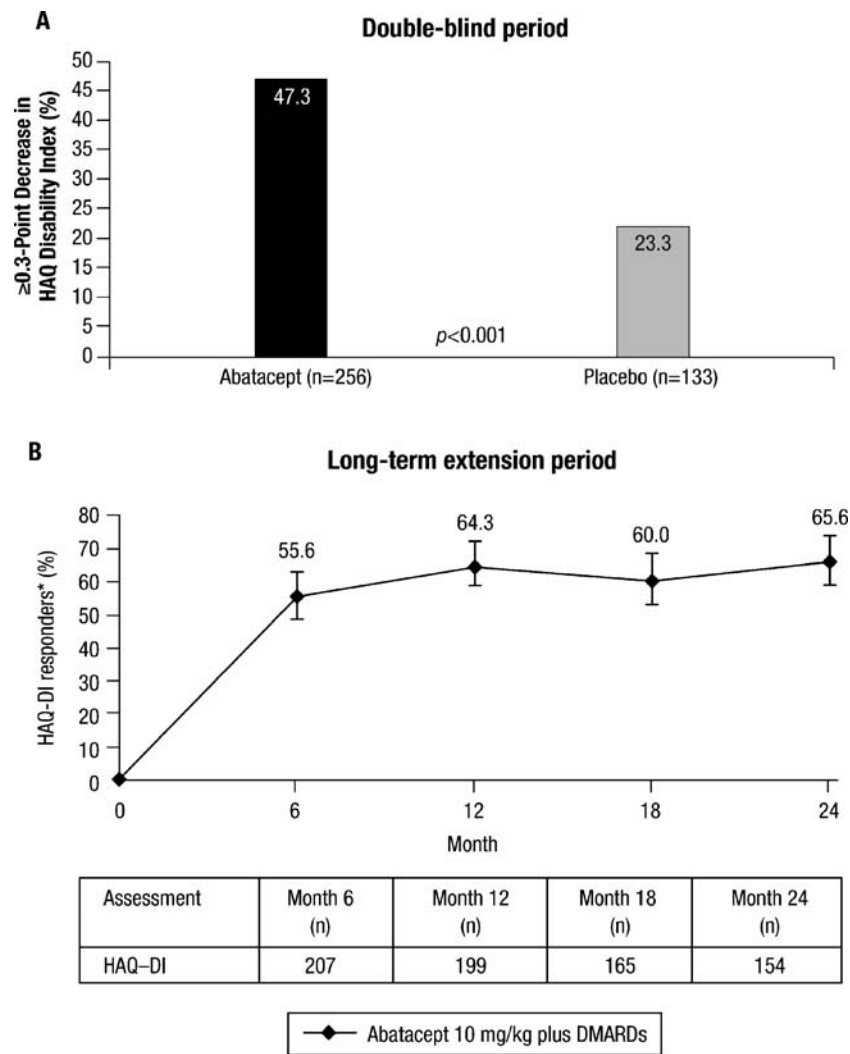 A
Double-blind period
≥0.3-Point Decrease in
HAQ Disability Index (%)
50
45
40
35
30
25
20
15
10
5
0
47.3
23.3
p<0.001
Abatacept (n=256)
Placebo (n=133)
B
Long-term extension period
HAQ-DI responders* (%)
80
70
60
50
40
30
20
10
0
55.6
64.3
60.0
65.6
0 6 12 18 24
Month
Assessment Month 6 Month 12 Month 18 Month 24
(n) (n) (n) (n)
HAQ–DI 207 199 165 154
Abatacept 10 mg/kg plus DMARDs